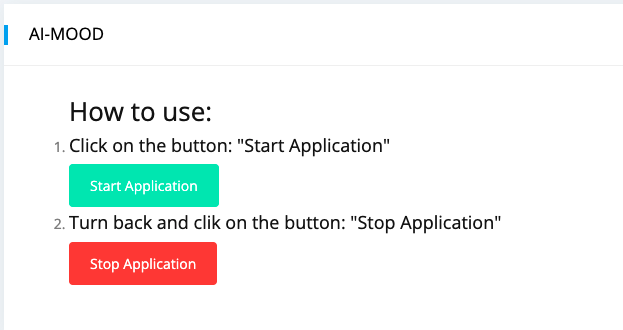 AI-MOOD
How to use:
1. Click on the button: "Start Application"
Start Application
2. Turn back and clik on the button: "Stop Application"
Stop Application